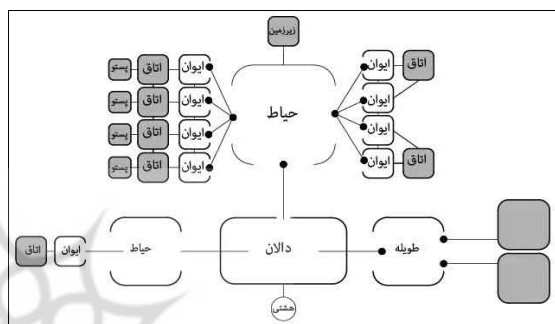 زیرزمین
ایوان اتاق
ایوان
ایوان
ایوان اتاق
حیاط
ایوان اتاق پستو
ایوان اتاق پستو
ایوان اتاق پستو
ایوان اتاق پستو
طویله
دالان
حیاط
ایوان
اتاق
هشتی